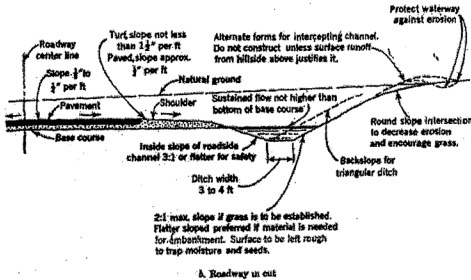 Protect waterway
against erosion
Roadway
center line
Turf, slope not less
than 1½" per ft
Paved, slope approx.
per ft
Alternate forms for intercepting channel.
Do not construct unless surface runoff
from hillside above justifies it.
Slope ⅛" to
¼" per ft
Natural ground
Pavement
Shoulder
Sustained flow not higher than
bottom of base course
Base course
Round slope intersection
to decrease erosion
and encourage grass.
Inside slope of roadside
channel 3:1 or flatter for safety
Backslope for
triangular ditch
Ditch width
3 to 4 ft
2:1 max. slope if grass is to be established.
Flatter sloped preferred if material is needed
for embankment. Surface to be left rough
to trap moisture and seeds.
b. Roadway in cut